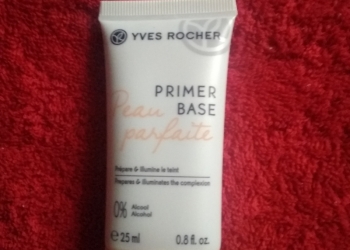 YVES ROCHER
PRIMER
BASE
Peau
parfaite
Prépare & illumine le teint
Prepares & illuminates the complexion
0% Alcool
Alcohol
℮ 25 ml 0.8 fl. oz.